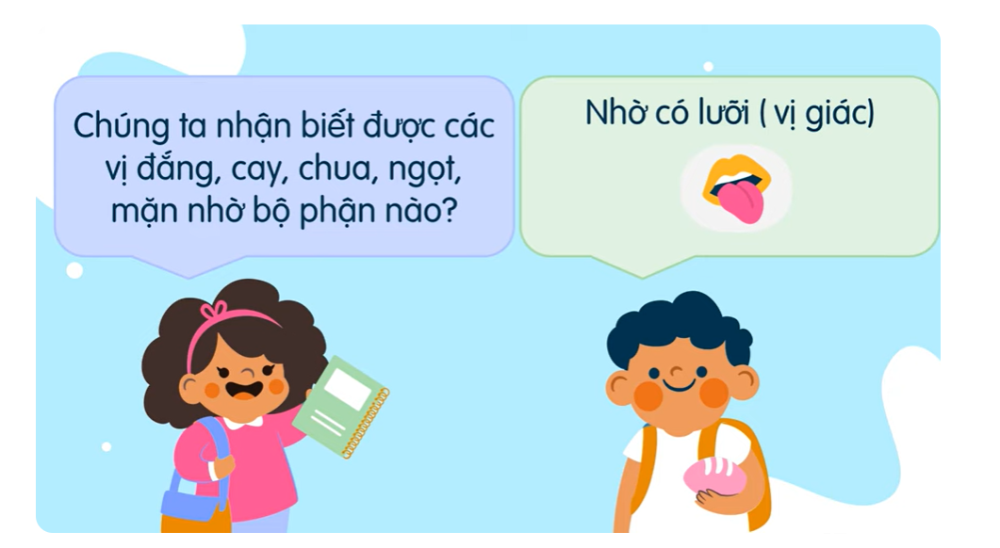 Chúng ta nhận biết được các
vị đắng, cay, chua, ngọt,
mặn nhờ bộ phận nào?
Nhờ có lưỡi ( vị giác)